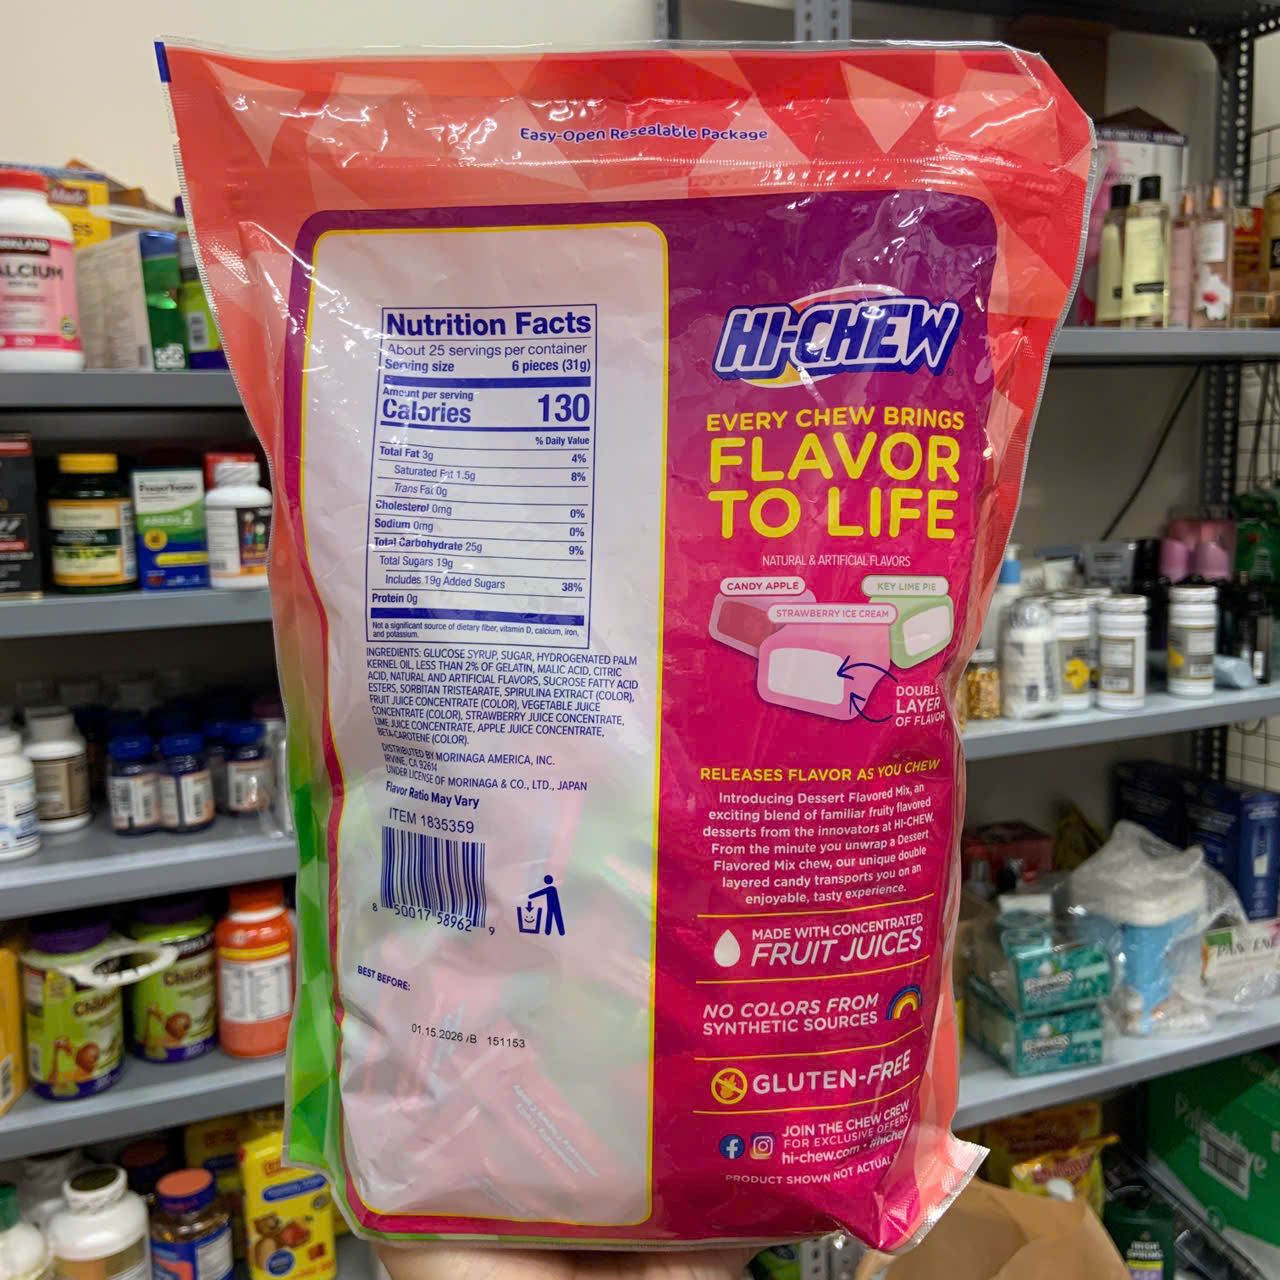 Easy-Open Resealable Package
Nutrition Facts
About 25 servings per container
Serving size 6 pieces (31g)
Amount per serving
Calories 130
% Daily Value
Total Fat 3g 4%
Saturated Fat 1.5g 8%
Trans Fat 0g
Cholesterol 0mg 0%
Sodium 0mg 0%
Total Carbohydrate 25g 9%
Total Sugars 19g
Includes 19g Added Sugars 38%
Protein 0g
Not a significant source of dietary fiber, vitamin D, calcium, iron,
and potassium.
INGREDIENTS: GLUCOSE SYRUP, SUGAR, HYDROGENATED PALM
KERNEL OIL, LESS THAN 2% OF GELATIN, MALIC ACID, CITRIC
ACID, NATURAL AND ARTIFICIAL FLAVORS, SUCROSE FATTY ACID
ESTERS, SORBITAN TRISTEARATE, SPIRULINA EXTRACT (COLOR),
FRUIT JUICE CONCENTRATE (COLOR), VEGETABLE JUICE
CONCENTRATE (COLOR), STRAWBERRY JUICE CONCENTRATE,
LIME JUICE CONCENTRATE, APPLE JUICE CONCENTRATE,
BETA-CAROTENE (COLOR).
DISTRIBUTED BY MORINAGA AMERICA, INC.
IRVINE, CA 92614
UNDER LICENSE OF MORINAGA & CO., LTD., JAPAN
Flavor Ratio May Vary
ITEM 1835359
8 50017 58962 9
BEST BEFORE:
01.15.2026 /B 151153
HI-CHEW
EVERY CHEW BRINGS
FLAVOR
TO LIFE
NATURAL & ARTIFICIAL FLAVORS
CANDY APPLE
KEY LIME PIE
STRAWBERRY ICE CREAM
DOUBLE
LAYER
OF FLAVOR
RELEASES FLAVOR AS YOU CHEW
Introducing Dessert Flavored Mix, an
exciting blend of familiar fruity flavored
desserts from the innovators at HI-CHEW.
From the minute you unwrap a Dessert
Flavored Mix chew, our unique double
layered candy transports you on an
enjoyable, tasty experience.
MADE WITH CONCENTRATED
FRUIT JUICES
NO COLORS FROM
SYNTHETIC SOURCES
GLUTEN-FREE
JOIN THE CHEW CREW
FOR EXCLUSIVE OFFERS
hi-chew.com • #hiche
PRODUCT SHOWN NOT ACTUAL